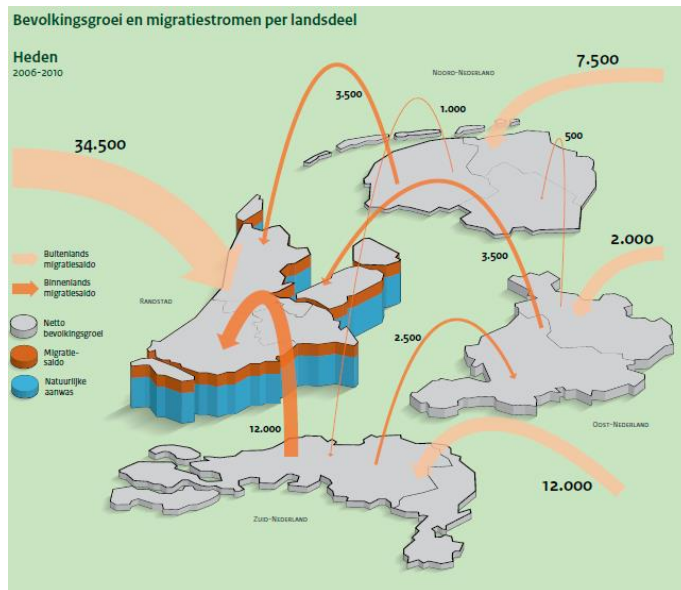 Bevolkingsgroei en migratiestromen per landsdeel
Heden
2006-2010
Noord-Nederland
7.500
3.500
1.000
500
34.500
2.000
Buitenlands
migratiesaldo
Binnenlands
migratiesaldo
3.500
Randstad
Netto
bevolkingsgroei
Migratie-
saldo
Natuurlijke
aanwas
2.500
12.000
Oost-Nederland
12.000
Zuid-Nederland